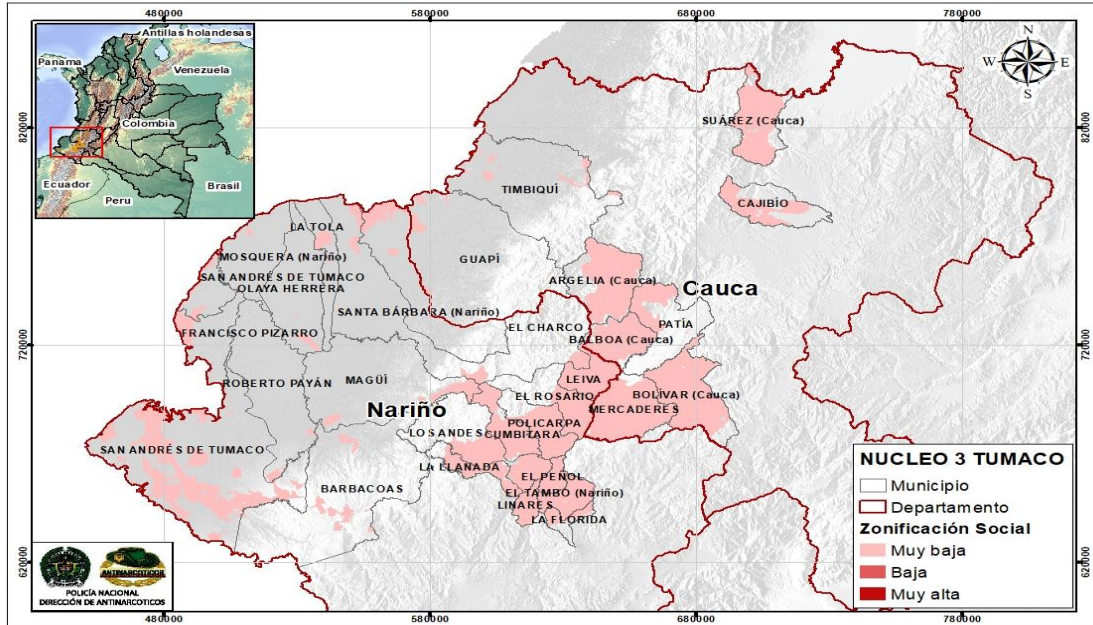 480000
580000
680000
780000
Antillas holandesas
Panama
Venezuela
Colombia
Ecuador
Brasil
Peru
N
W
E
S
820000
820000
SUÁREZ (Cauca)
TIMBIQUÍ
CAJIBÍO
LA TOLA
GUAPÍ
MOSQUERA (Nariño)
SAN ANDRÉS DE TUMACO
OLAYA HERRERA
ARGELIA (Cauca)
Cauca
SANTA BÁRBARA (Nariño)
EL CHARCO
PATÍA
FRANCISCO PIZARRO
BALBOA (Cauca)
720000
720000
ROBERTO PAYÁN
MAGÜÍ
LEIVA
EL ROSARIO
BOLÍVAR (Cauca)
MERCADERES
Nariño
POLICARPA
LOS ANDES
CUMBITARA
SAN ANDRÉS DE TUMACO
LA LLANADA
EL PEÑOL
BARBACOAS
EL TAMBO (Nariño)
LINARES
LA FLORIDA
NUCLEO 3 TUMACO
Municipio
Departamento
Zonificación Social
Muy baja
Baja
Muy alta
620000
620000
ANTINARCOTICOS
POLICÍA NACIONAL
DIRECCIÓN DE ANTINARCOTICOS
480000
580000
680000
780000